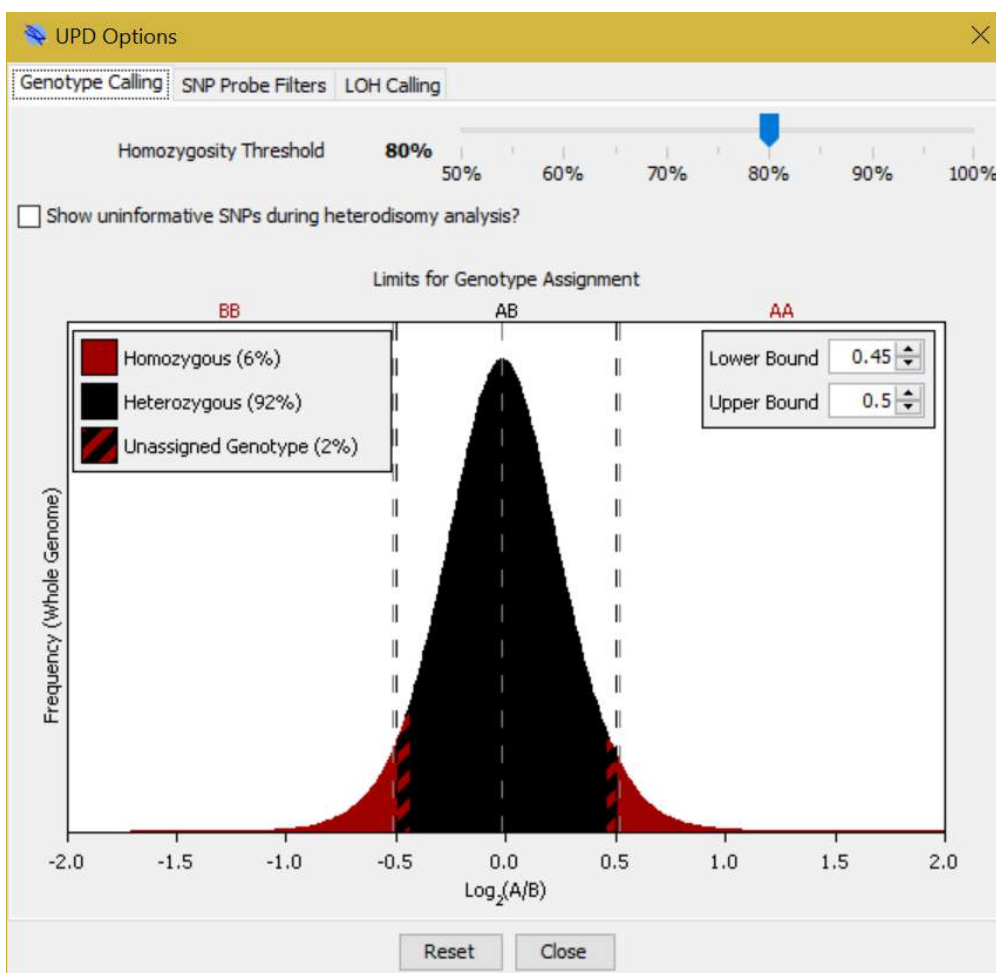 UPD Options
Genotype Calling SNP Probe Filters LOH Calling
Homozygosity Threshold 80%
50% 60% 70% 80% 90% 100%
Show uninformative SNPs during heterodisomy analysis?
Limits for Genotype Assignment
BB AB AA
Homozygous (6%)
Heterozygous (92%)
Unassigned Genotype (2%)
Lower Bound 0.45
Upper Bound 0.5
Frequency (Whole Genome)
-2.0 -1.5 -1.0 -0.5 0.0 0.5 1.0 1.5 2.0
Log₂(A/B)
Reset Close